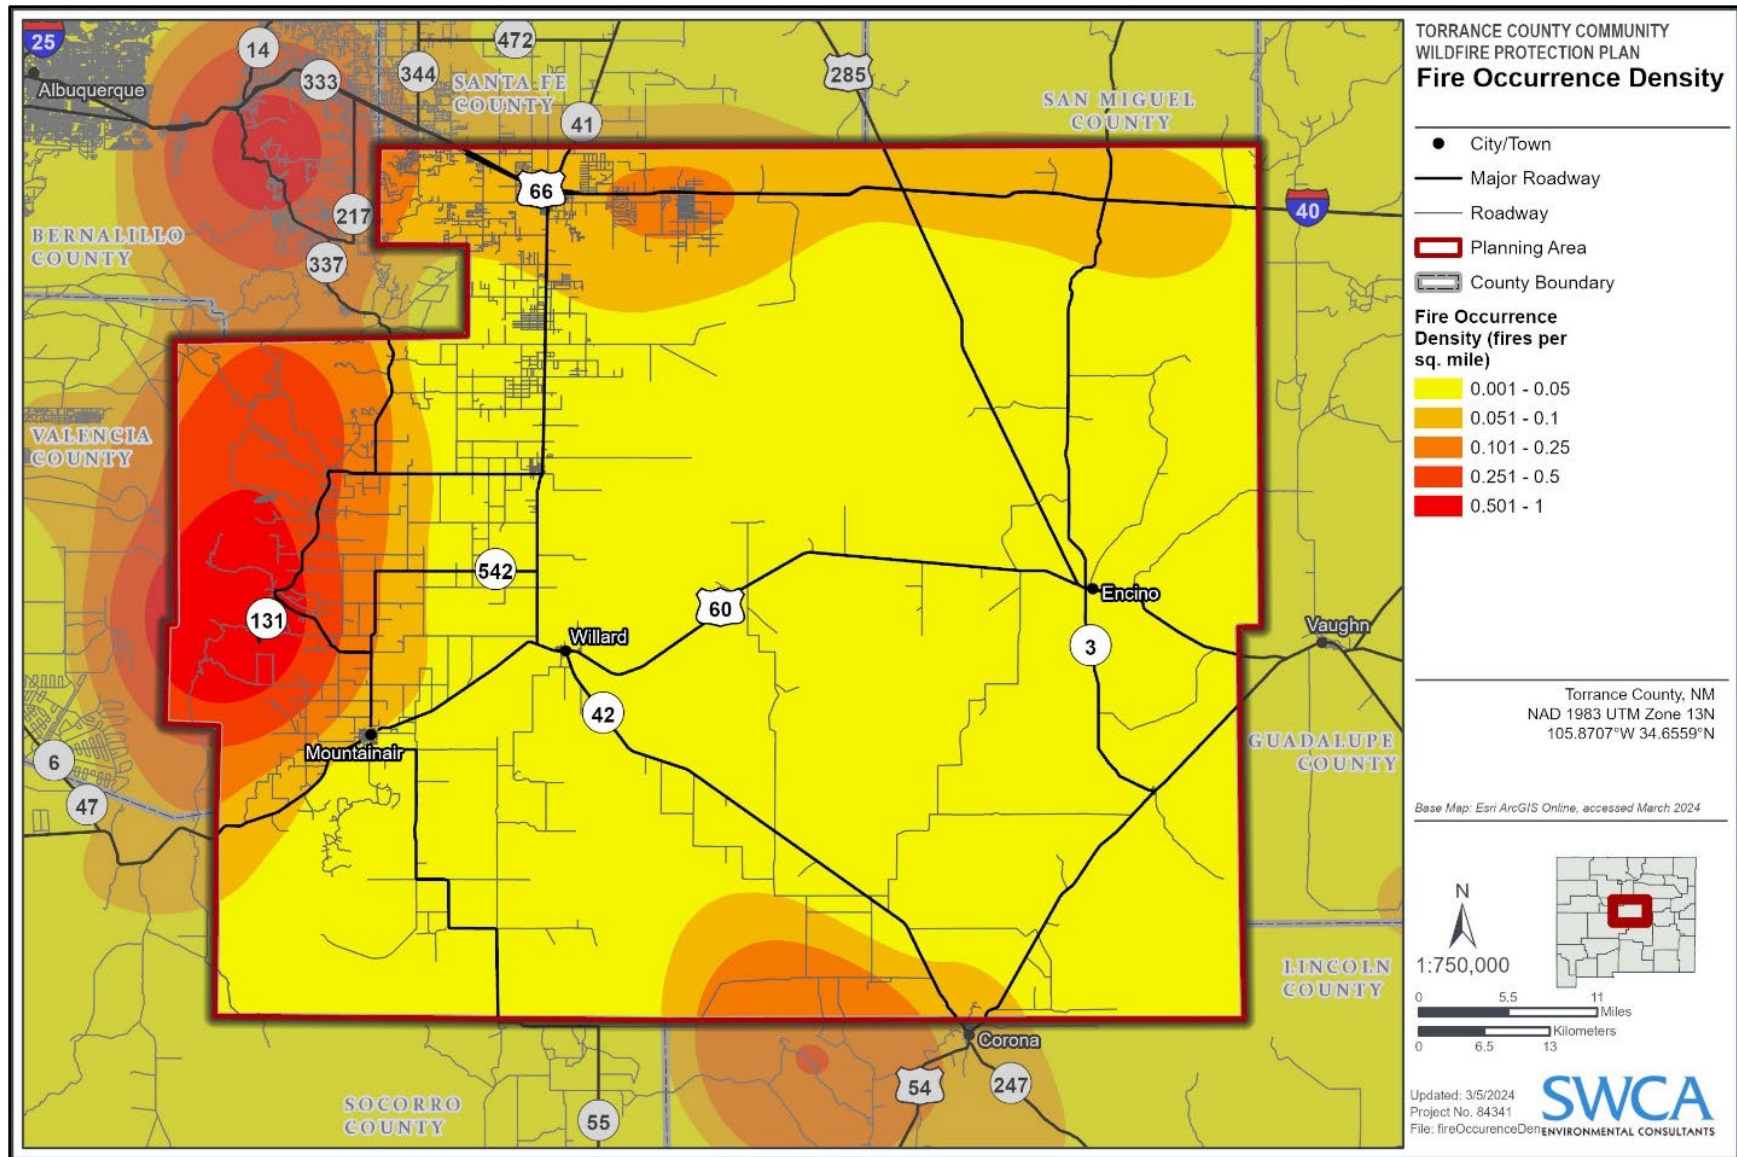 25
14
472
333
344
SANTA FE
COUNTY
285
Albuquerque
41
SAN MIGUEL
COUNTY
66
217
40
BERNALILLO
COUNTY
337
VALENCIA
COUNTY
542
131
60
Encino
Willard
3
Vaughn
42
Mountainair
6
47
GUADALUPE
COUNTY
LINCOLN
COUNTY
Corona
54
247
SOCORRO
COUNTY
55
TORRANCE COUNTY COMMUNITY
WILDFIRE PROTECTION PLAN
Fire Occurrence Density
City/Town
Major Roadway
Roadway
Planning Area
County Boundary
Fire Occurrence
Density (fires per
sq. mile)
0.001 - 0.05
0.051 - 0.1
0.101 - 0.25
0.251 - 0.5
0.501 - 1
Torrance County, NM
NAD 1983 UTM Zone 13N
105.8707°W 34.6559°N
Base Map: Esri ArcGIS Online, accessed March 2024
N
1:750,000
0 5.5 11
Miles
Kilometers
0 6.5 13
Updated: 3/5/2024
Project No. 84341
File: fireOccurenceDen
SWCA
ENVIRONMENTAL CONSULTANTS